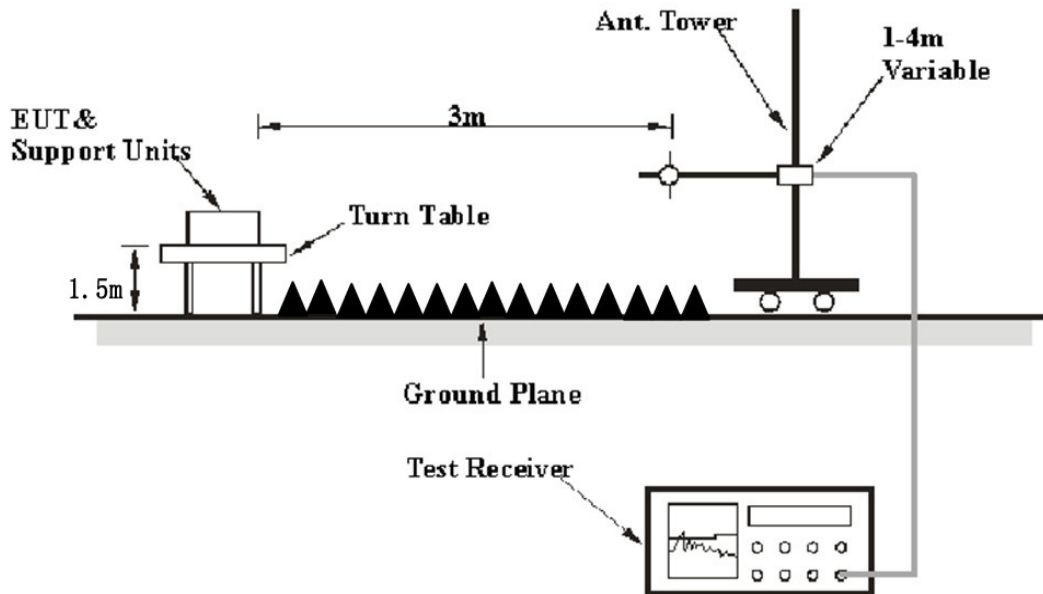 Ant. Tower
1-4m
Variable
EUT&
Support Units
3m
Turn Table
1.5m
Ground Plane
Test Receiver